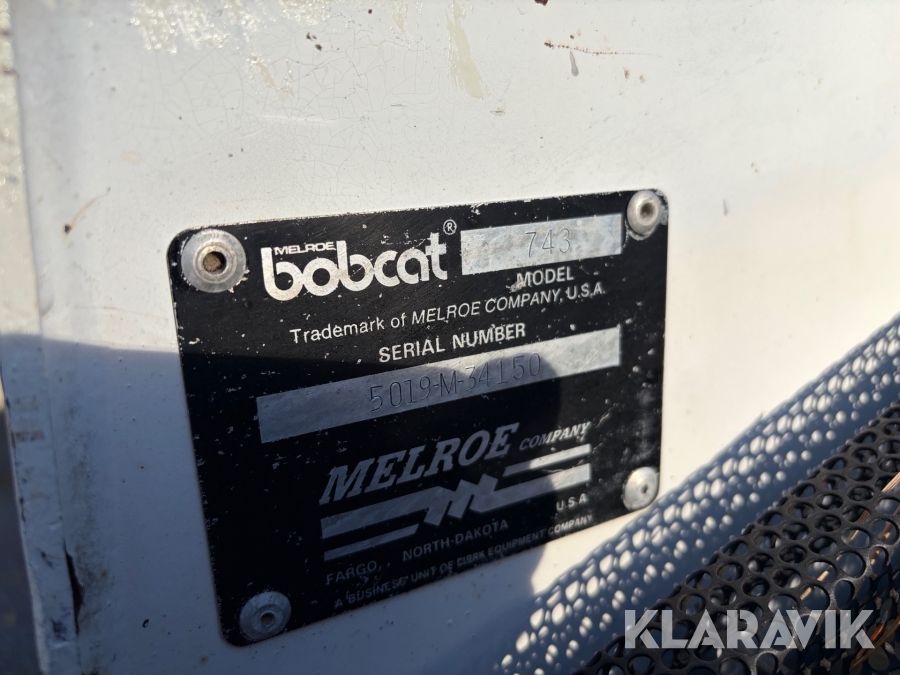 MELROE
bobcat® 743
MODEL
Trademark of MELROE COMPANY, U.S.A.
SERIAL NUMBER
5019-M-34150
MELROE COMPANY
U.S.A
FARGO, NORTH-DAKOTA
A BUSINESS UNIT OF CLARK EQUIPMENT COMPANY
KLARAVIK